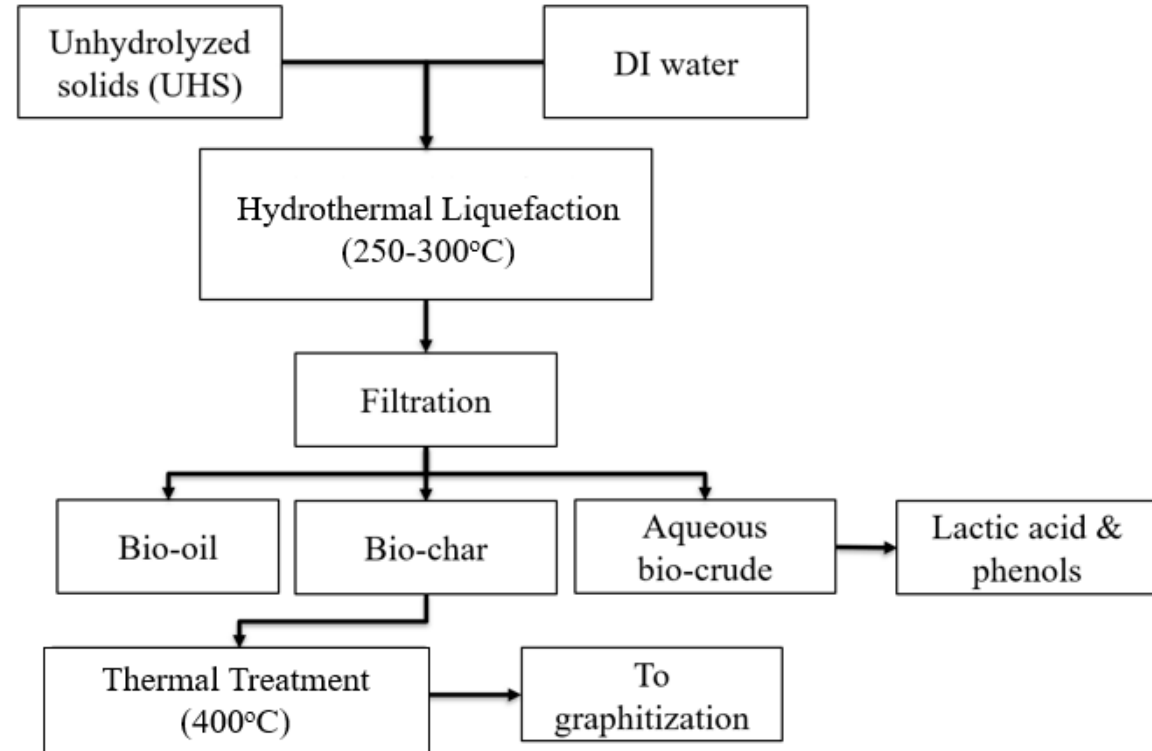 Unhydrolyzed
solids (UHS)
DI water
Hydrothermal Liquefaction
(250-300°C)
Filtration
Bio-oil
Bio-char
Aqueous
bio-crude
Lactic acid &
phenols
Thermal Treatment
(400°C)
To
graphitization